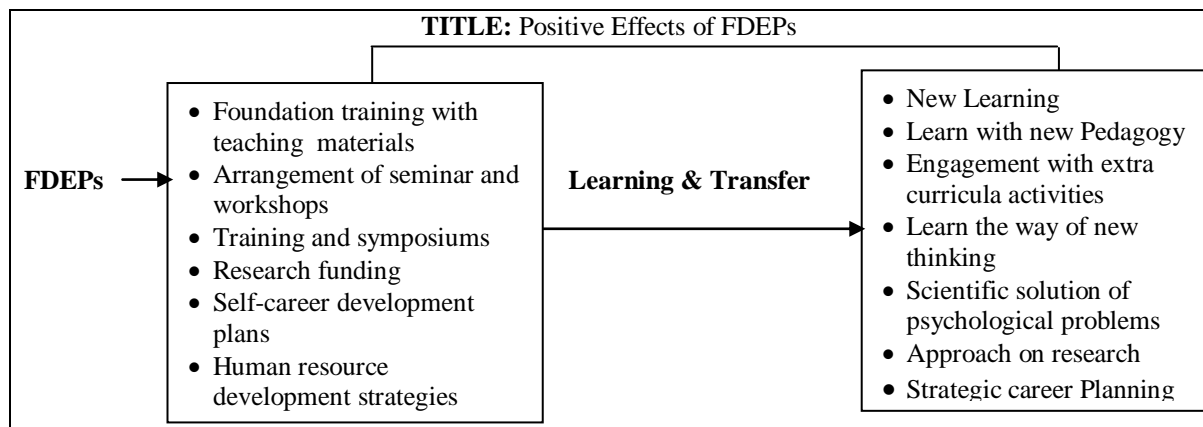 TITLE: Positive Effects of FDEPs
FDEPs
• Foundation training with
teaching materials
• Arrangement of seminar and
workshops
• Training and symposiums
• Research funding
• Self-career development
plans
• Human resource
development strategies
Learning & Transfer
• New Learning
• Learn with new Pedagogy
• Engagement with extra
curricula activities
• Learn the way of new
thinking
• Scientific solution of
psychological problems
• Approach on research
• Strategic career Planning